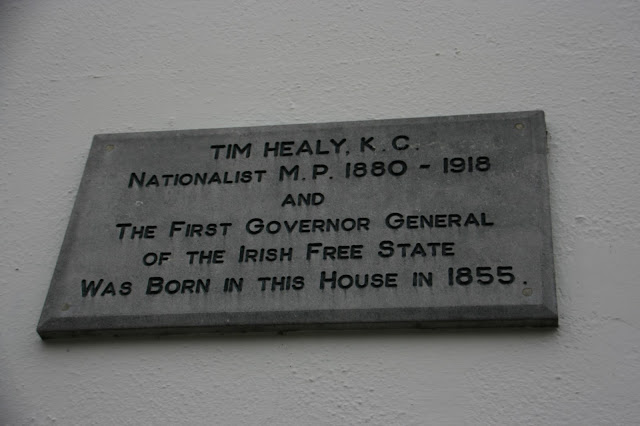 TIM HEALY, K.C.
NATIONALIST M.P. 1880 - 1918
AND
THE FIRST GOVERNOR GENERAL
OF THE IRISH FREE STATE
WAS BORN IN THIS HOUSE IN 1855.